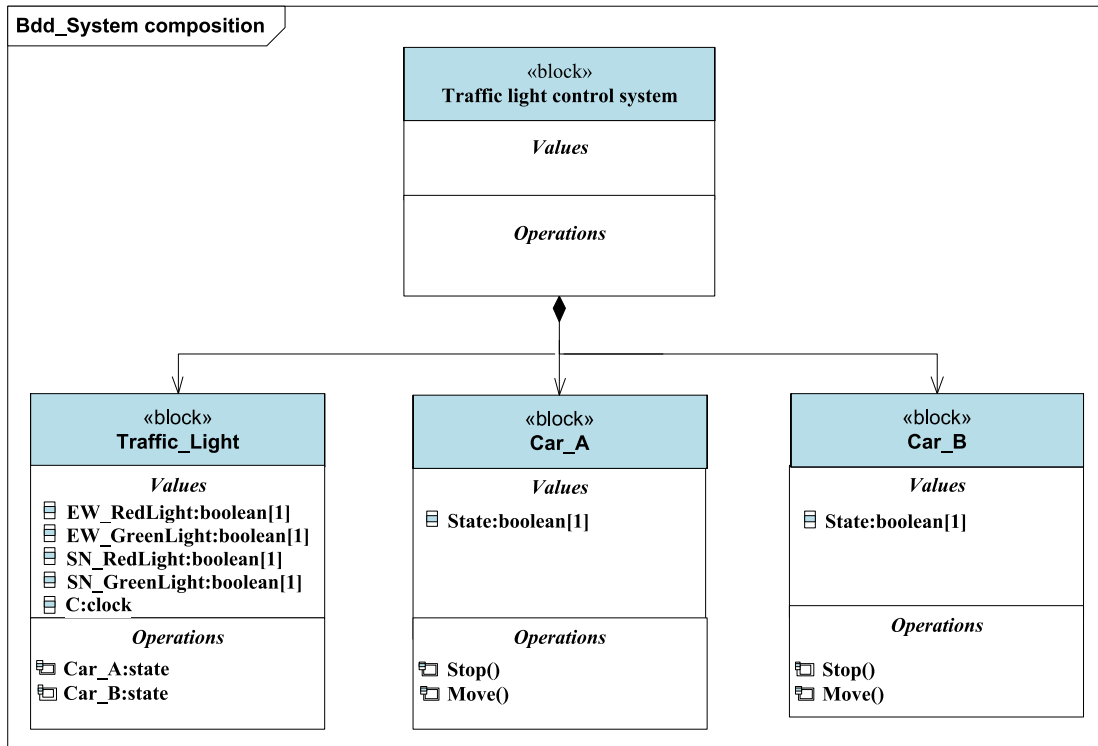 Bdd_System composition
«block»
Traffic light control system
Values
Operations
«block»
Traffic_Light
Values
EW_RedLight:boolean[1]
EW_GreenLight:boolean[1]
SN_RedLight:boolean[1]
SN_GreenLight:boolean[1]
C:clock
Operations
Car_A:state
Car_B:state
«block»
Car_A
Values
State:boolean[1]
Operations
Stop()
Move()
«block»
Car_B
Values
State:boolean[1]
Operations
Stop()
Move()